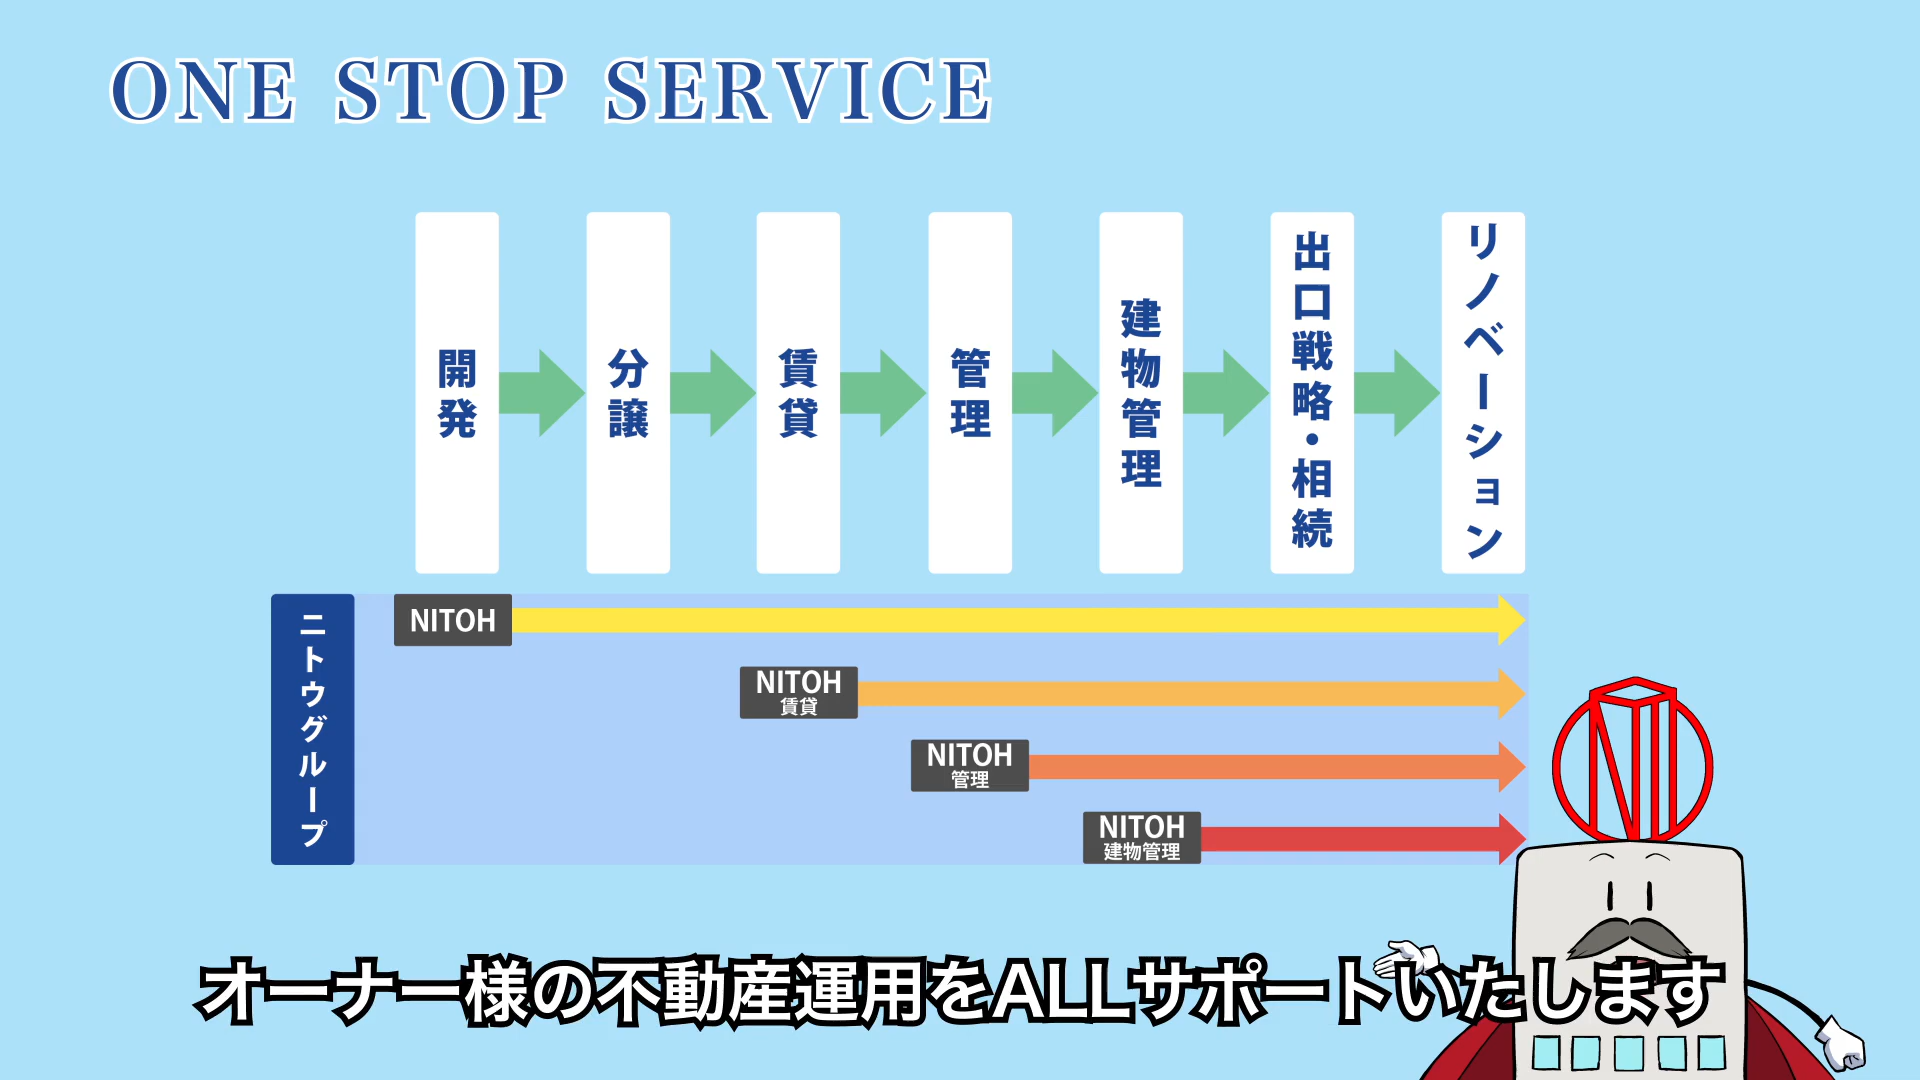 ONE STOP SERVICE
開発
分譲
賃貸
管理
建物管理
出口戦略・相続
リノベーション
ニトウグループ
NITOH
NITOH
賃貸
NITOH
管理
NITOH
建物管理
オーナー様の不動産運用をALLサポートいたします